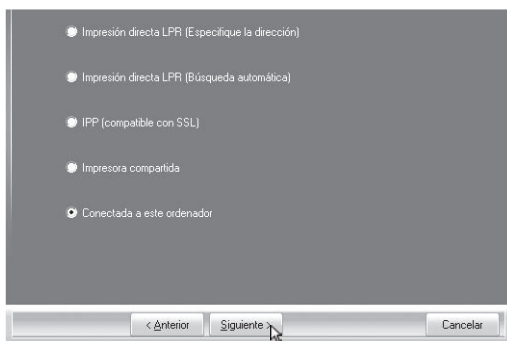 Impresión directa LPR (Especifique la dirección)
Impresión directa LPR (Búsqueda automática)
IPP (compatible con SSL)
Impresora compartida
Conectada a este ordenador
< Anterior
Siguiente >
Cancelar